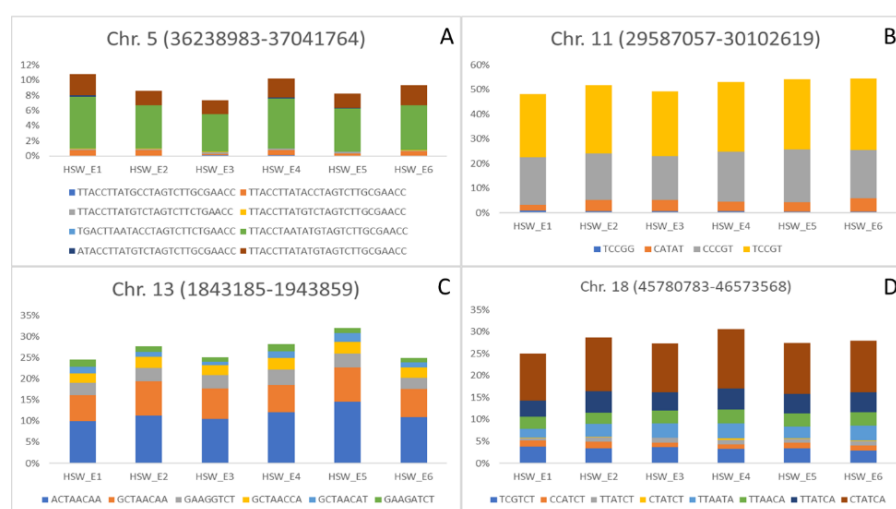 Chr. 5 (36238983-37041764) A
12%
10%
8%
6%
4%
2%
0%
HSW_E1 HSW_E2 HSW_E3 HSW_E4 HSW_E5 HSW_E6
TTACCTTATGCCTAGTCTTGCGAACC TTACCTTATACCTAGTCTTGCGAACC
TTACCTTATGTCTAGTCTTCTGAACC TTACCTTATGTCTAGTCTTGCGAACC
TGACTTAATACCTAGTCTTCTGAACC TTACCTAATATGTAGTCTTGCGAACC
ATACCTTATGTCTAGTCTTGCGAACC TTACCTTATATGTAGTCTTGCGAACC
Chr. 11 (29587057-30102619) B
60%
50%
40%
30%
20%
10%
0%
HSW_E1 HSW_E2 HSW_E3 HSW_E4 HSW_E5 HSW_E6
TCCGG CATAT CCCGT TCCGT
Chr. 13 (1843185-1943859) C
35%
30%
25%
20%
15%
10%
5%
0%
HSW_E1 HSW_E2 HSW_E3 HSW_E4 HSW_E5 HSW_E6
ACTAACAA GCTAACAA GAAGGTCT GCTAACCA GCTAACAT GAAGATCT
Chr. 18 (45780783-46573568) D
35%
30%
25%
20%
15%
10%
5%
0%
HSW_E1 HSW_E2 HSW_E3 HSW_E4 HSW_E5 HSW_E6
TCGTCT CCATCT TTATCT CTATCT TTAATA TTAACA TTATCA CTATCA